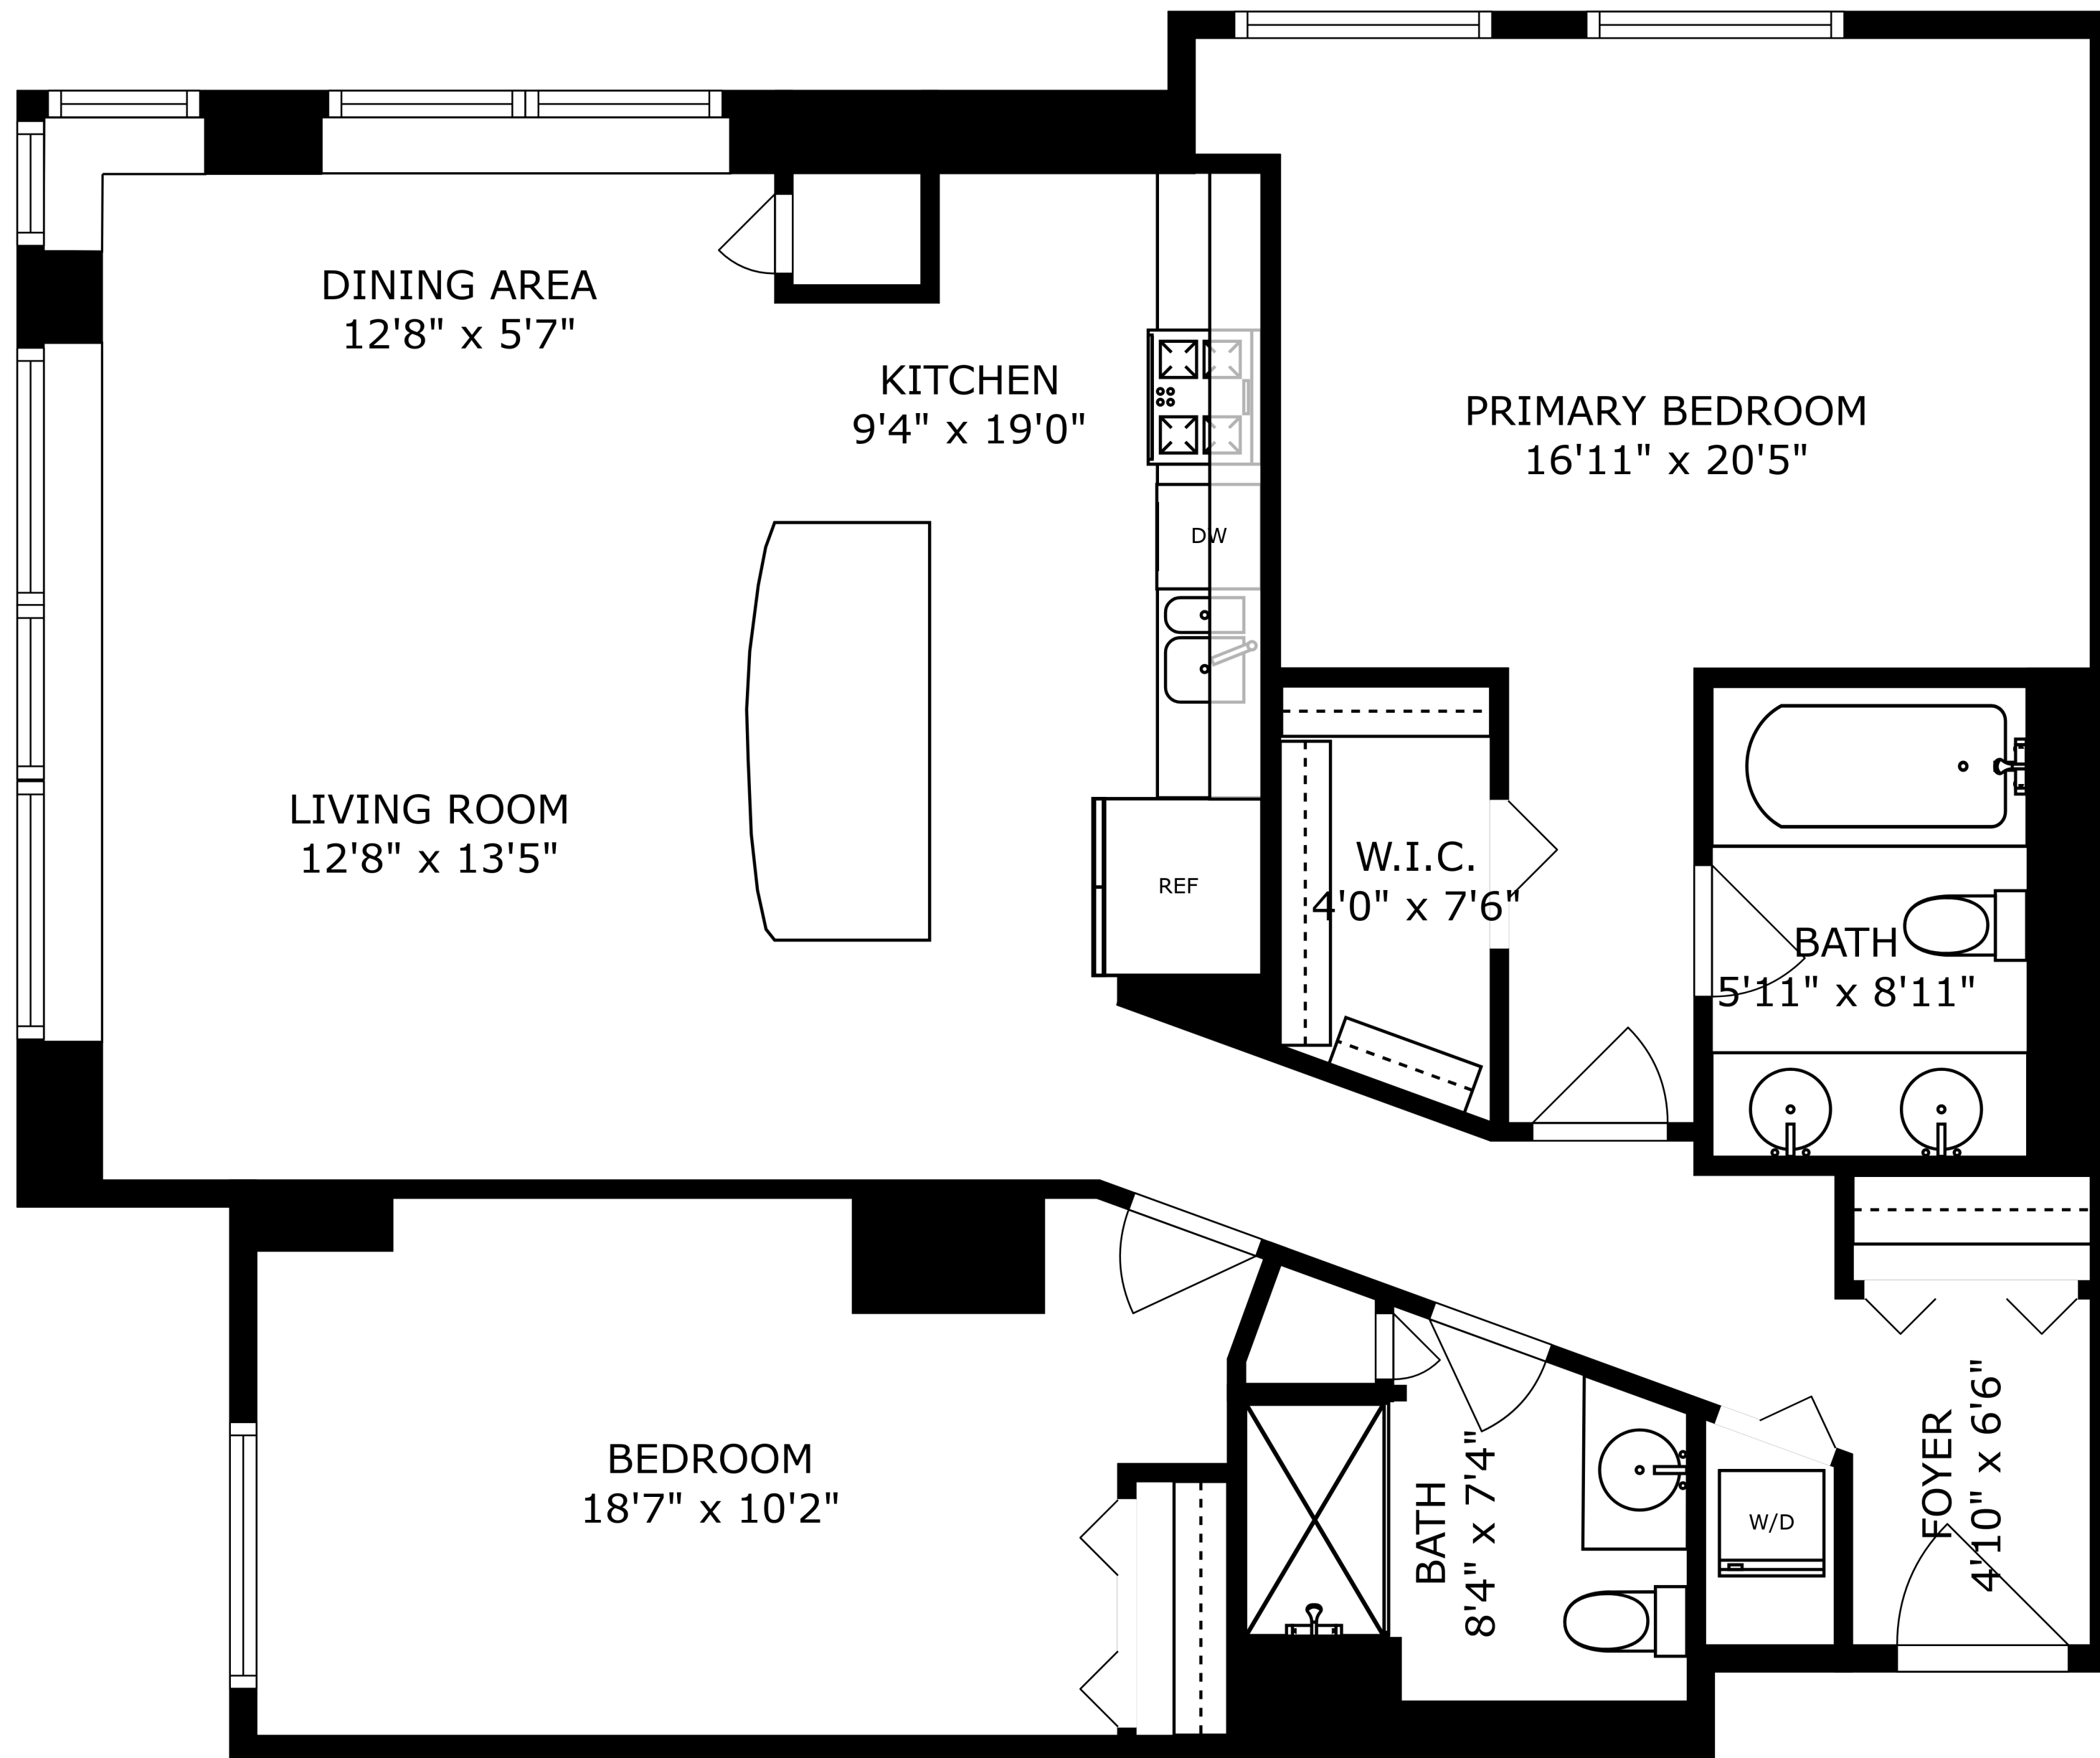 DINING AREA
12'8" x 5'7"
KITCHEN
9'4" x 19'0"
PRIMARY BEDROOM
16'11" x 20'5"
DW
LIVING ROOM
12'8" x 13'5"
REF
W.I.C.
4'0" x 7'6"
BATH
5'11" x 8'11"
BEDROOM
18'7" x 10'2"
BATH
8'4" x 7'4"
W/D
FOYER
4'10" x 6'6"